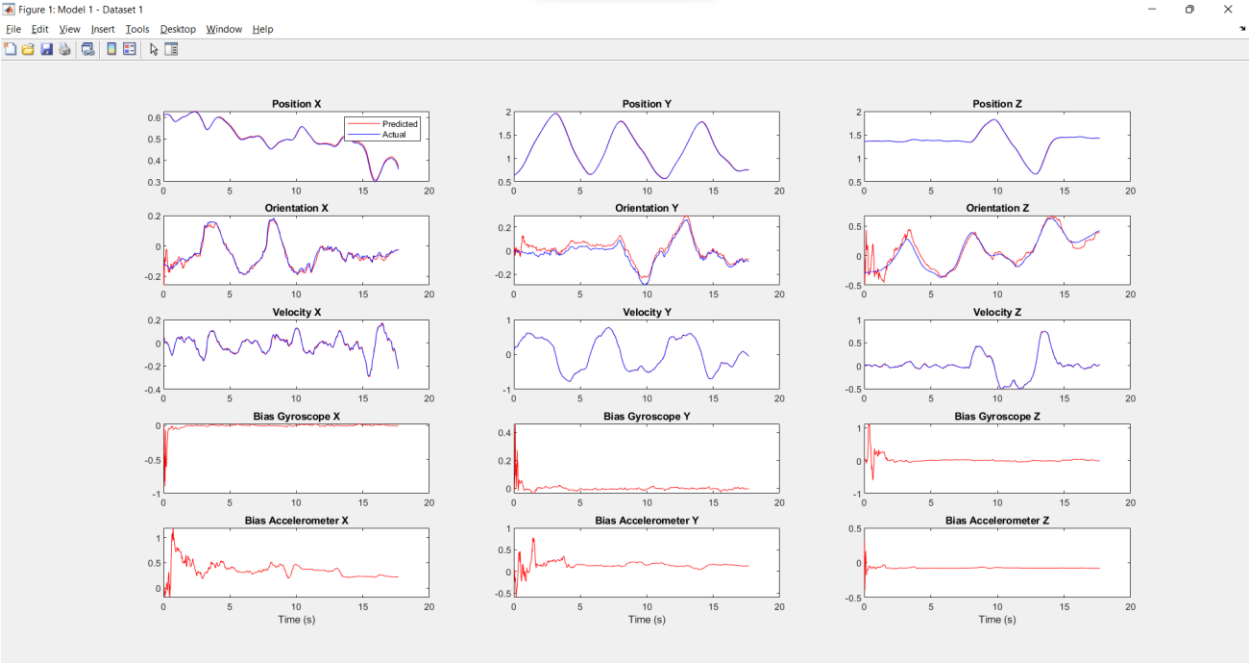 Figure 1: Model 1 - Dataset 1
File Edit View Insert Tools Desktop Window Help
Position X Position Y Position Z
Predicted
Actual
0.6
0.5
0.4
0.3
0 5 10 15 20
2
1.5
1
0.5
0 5 10 15 20
2
1.5
1
0.5
0 5 10 15 20
Orientation X Orientation Y Orientation Z
0.2
0
-0.2
0 5 10 15 20
0.2
0
-0.2
0 5 10 15 20
0.5
0
-0.5
0 5 10 15 20
Velocity X Velocity Y Velocity Z
0.2
0
-0.2
-0.4
0 5 10 15 20
1
0
-1
0 5 10 15 20
1
0.5
0
-0.5
0 5 10 15 20
Bias Gyroscope X Bias Gyroscope Y Bias Gyroscope Z
0
-0.5
-1
0 5 10 15 20
0.4
0.2
0
0 5 10 15 20
1
0
-1
0 5 10 15 20
Bias Accelerometer X Bias Accelerometer Y Bias Accelerometer Z
1
0.5
0
0 5 10 15 20
1
0.5
0
-0.5
0 5 10 15 20
0.5
0
-0.5
0 5 10 15 20
Time (s) Time (s) Time (s)